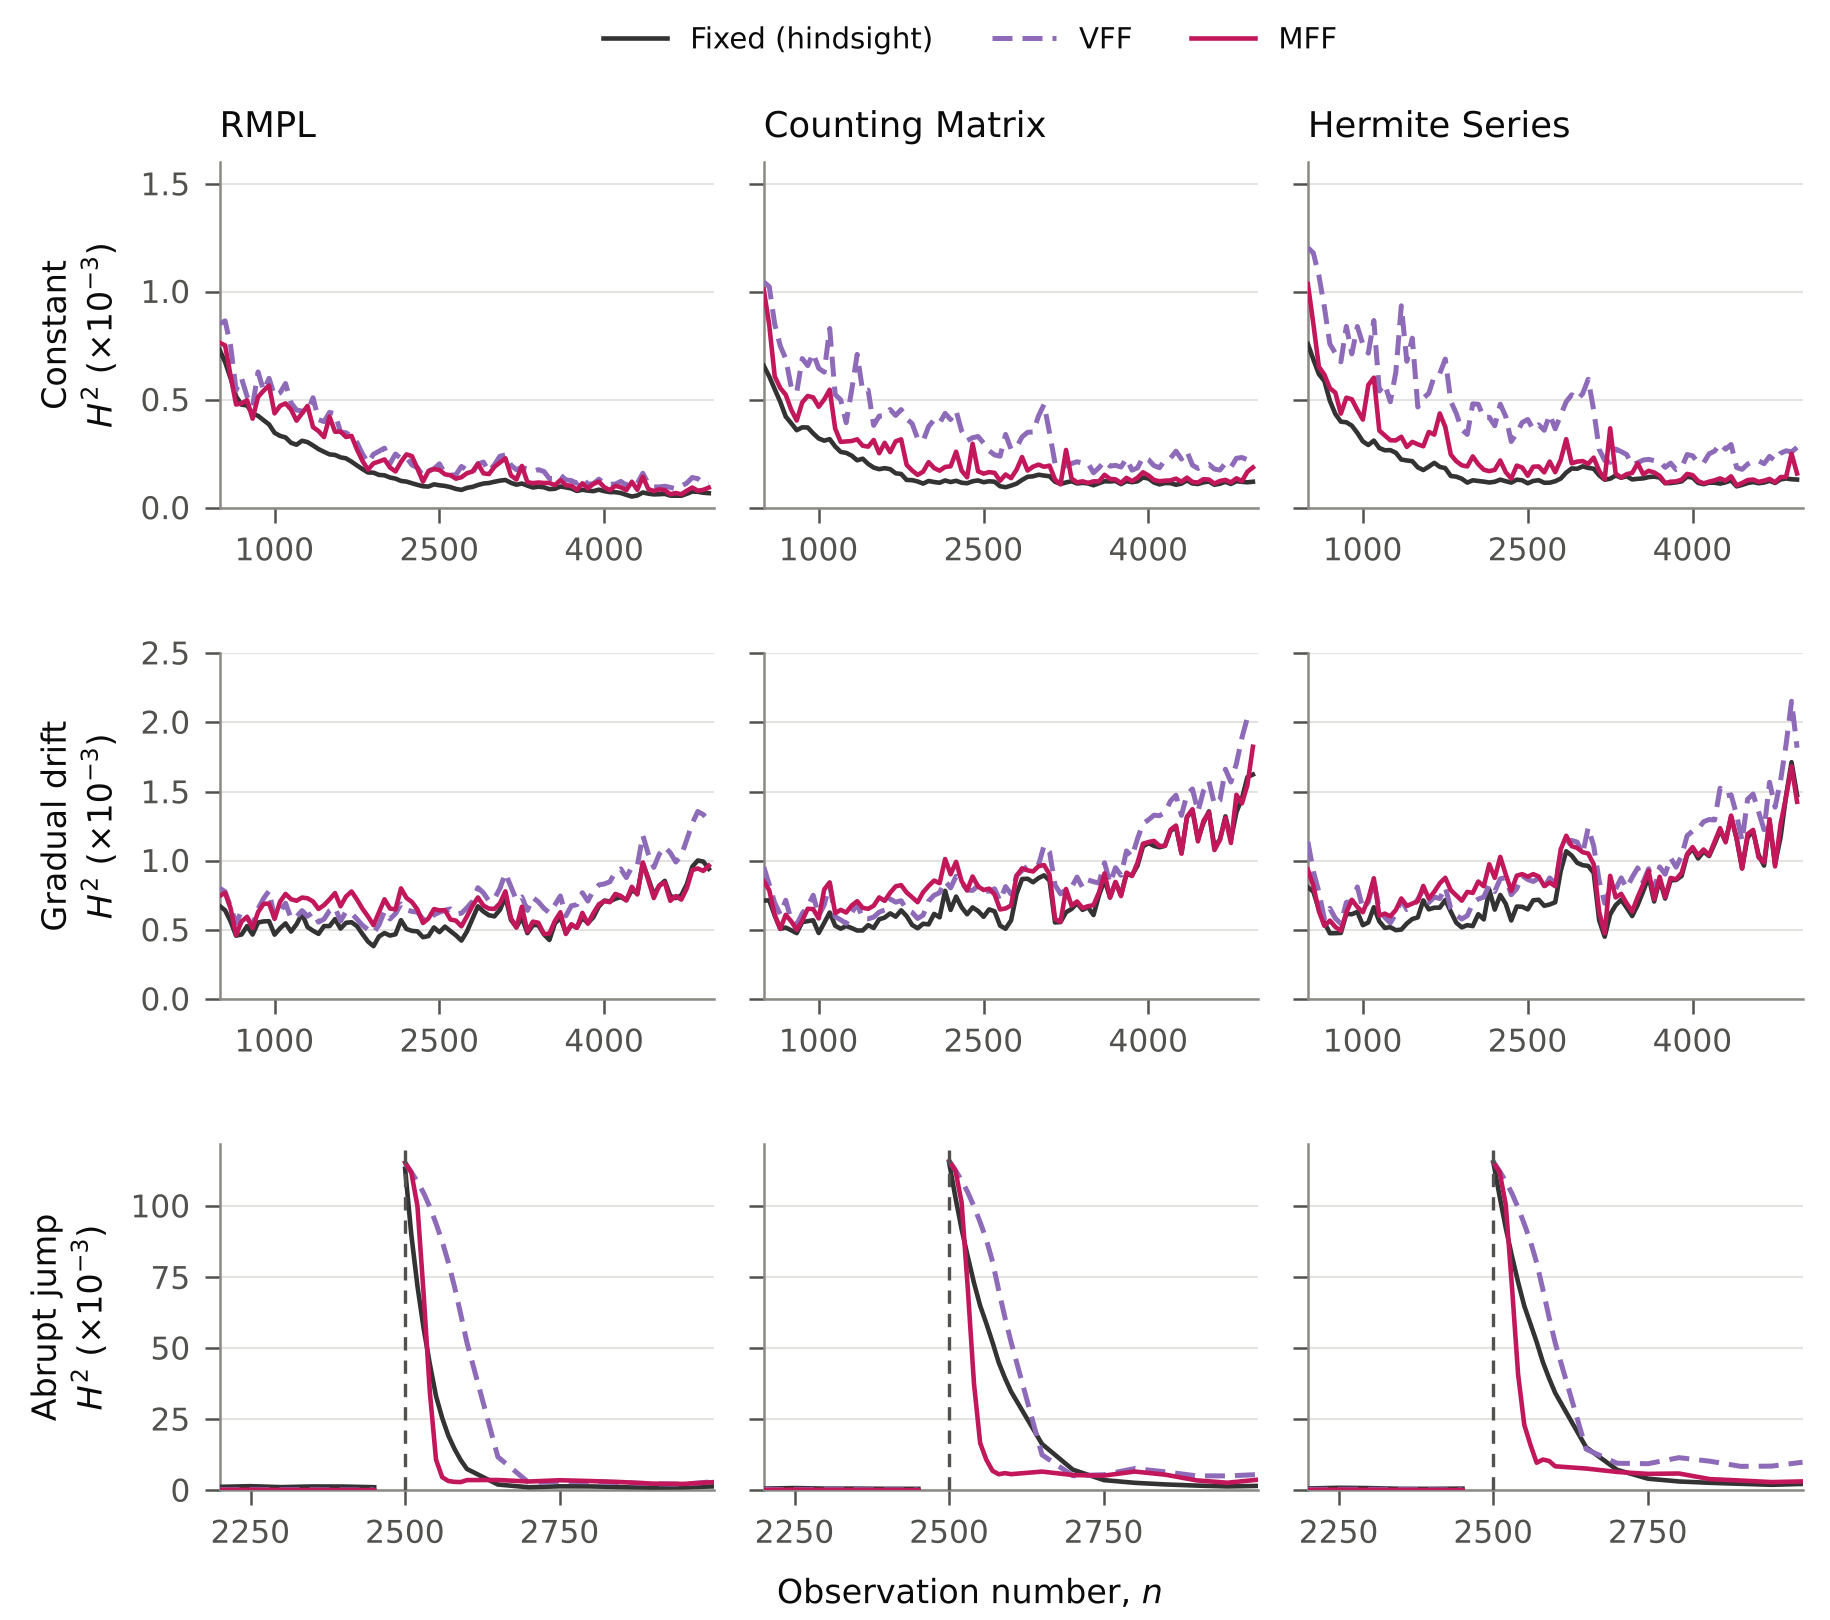 Fixed (hindsight) VFF MFF
RMPL Counting Matrix Hermite Series
Constant
H² (×10⁻³)
1.5
1.0
0.5
0.0
1000 2500 4000 1000 2500 4000 1000 2500 4000
Gradual drift
H² (×10⁻³)
2.5
2.0
1.5
1.0
0.5
0.0
1000 2500 4000 1000 2500 4000 1000 2500 4000
Abrupt jump
H² (×10⁻³)
100
75
50
25
0
2250 2500 2750 2250 2500 2750 2250 2500 2750
Observation number, n